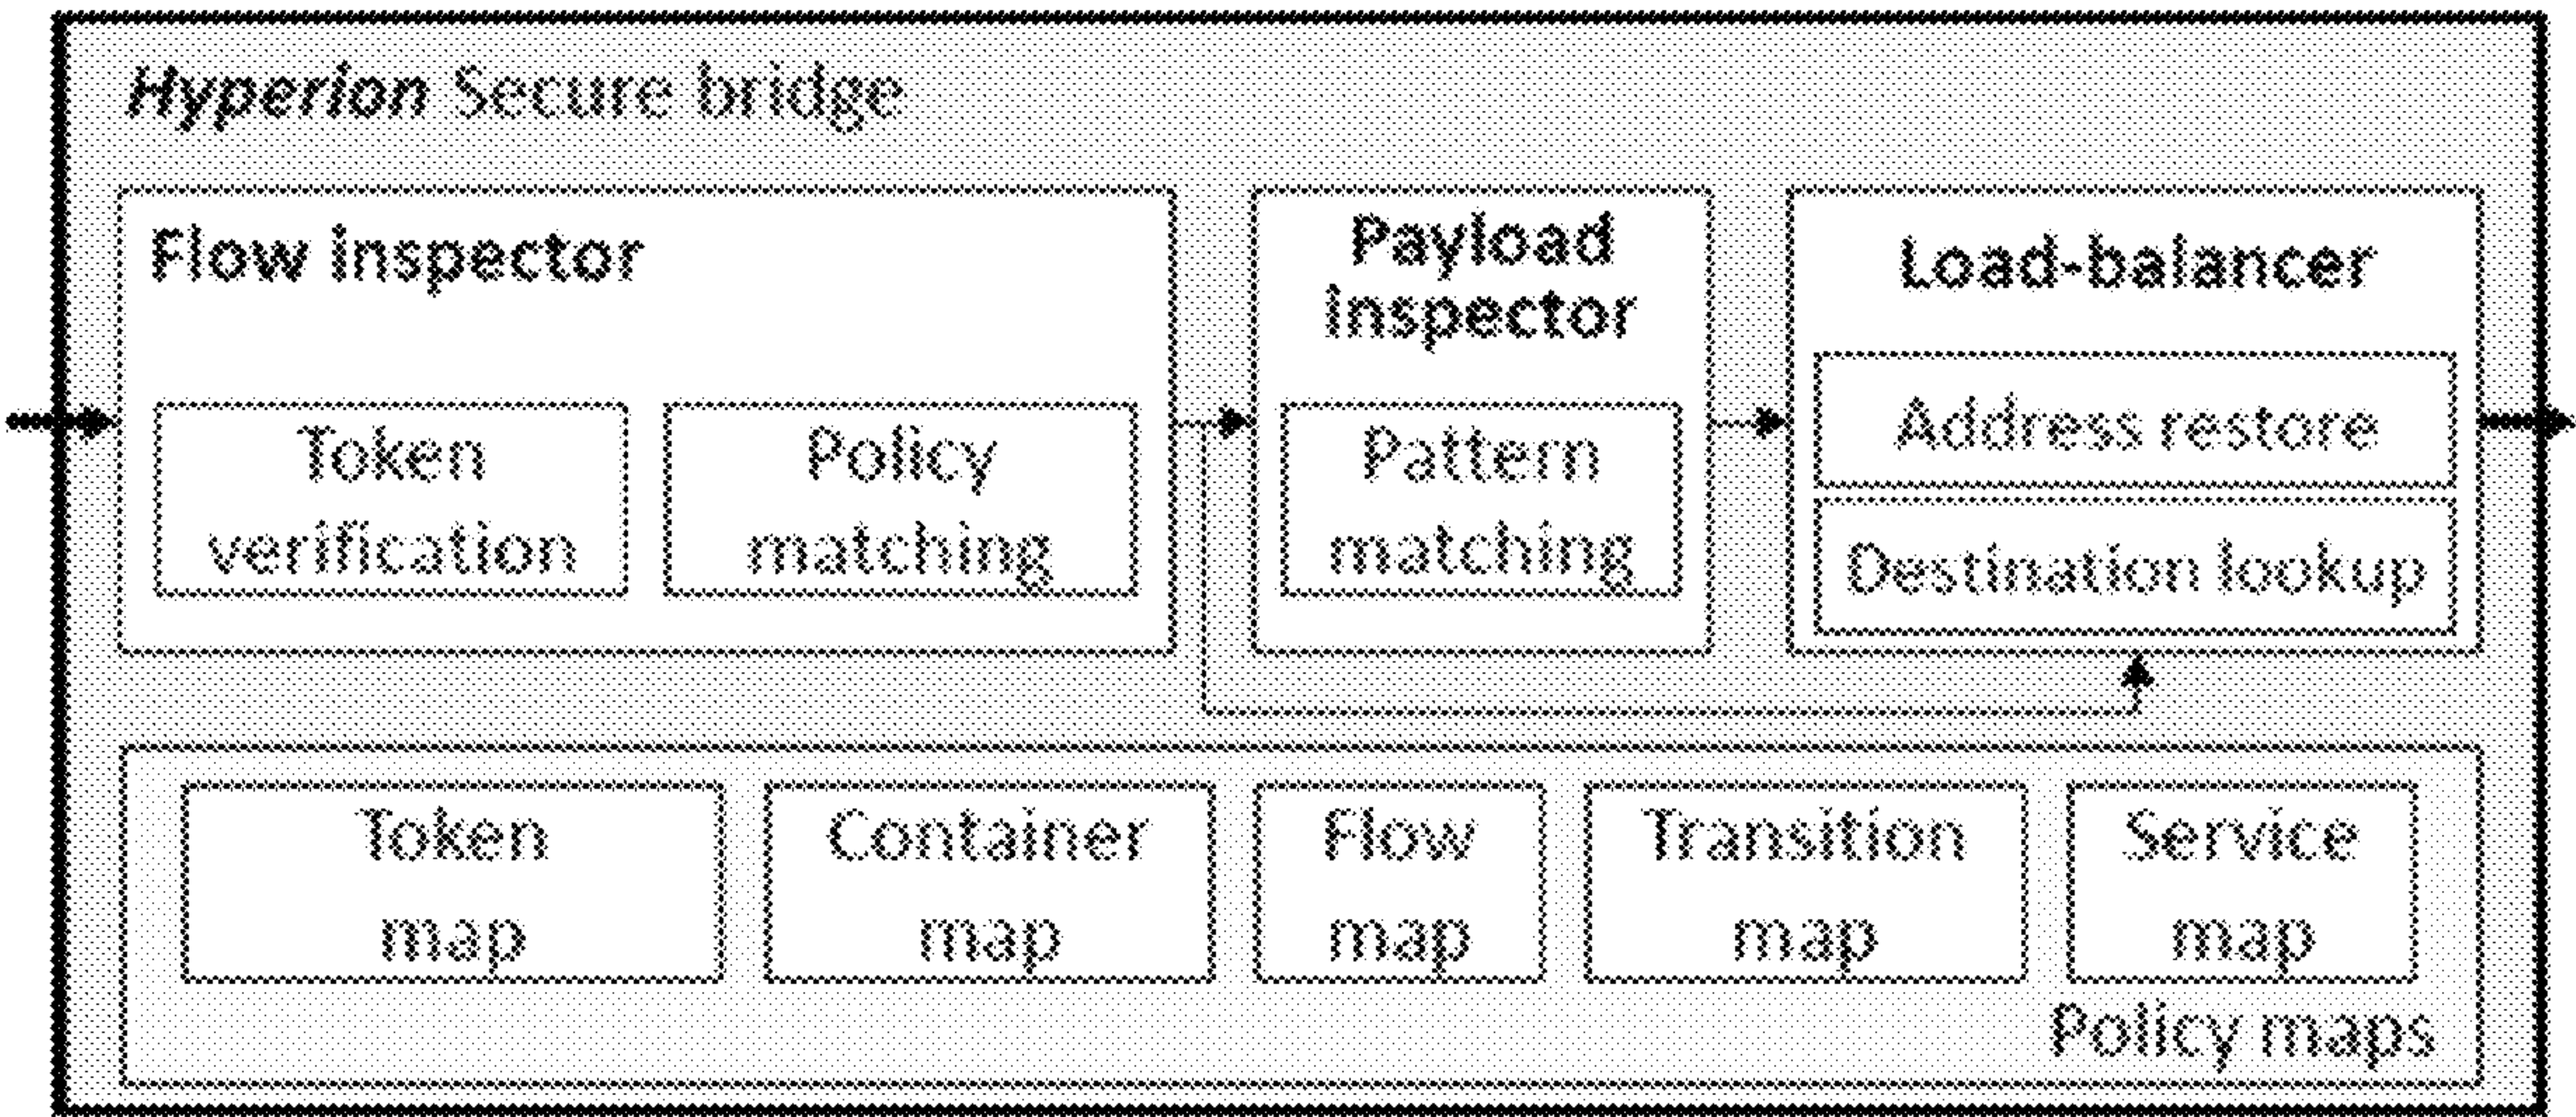 Hyperion Secure bridge
Flow inspector
Token
verification
Policy
matching
Payload
inspector
Pattern
matching
Load-balancer
Address restore
Destination lookup
Token
map
Container
map
Flow
map
Transition
map
Service
map
Policy maps